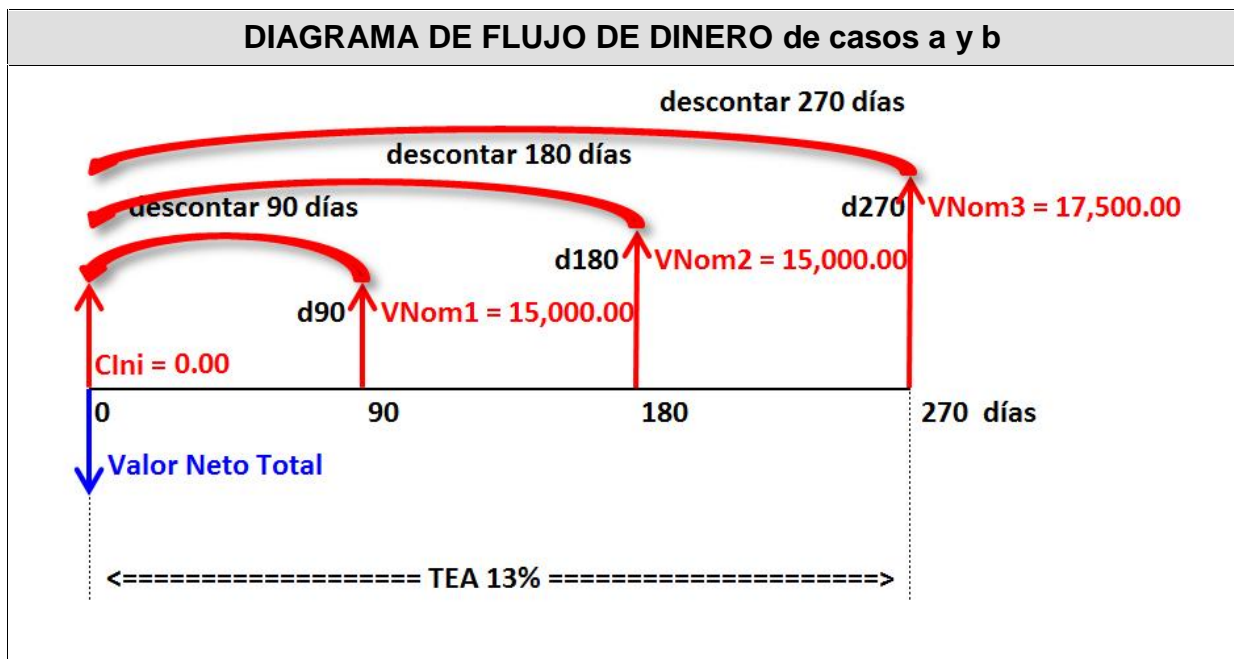 DIAGRAMA DE FLUJO DE DINERO de casos a y b
descontar 270 días
descontar 180 días
descontar 90 días
d270 VNom3 = 17,500.00
d180 VNom2 = 15,000.00
d90 VNom1 = 15,000.00
CIni = 0.00
0 90 180 270 días
Valor Neto Total
<==================== TEA 13% =====================>